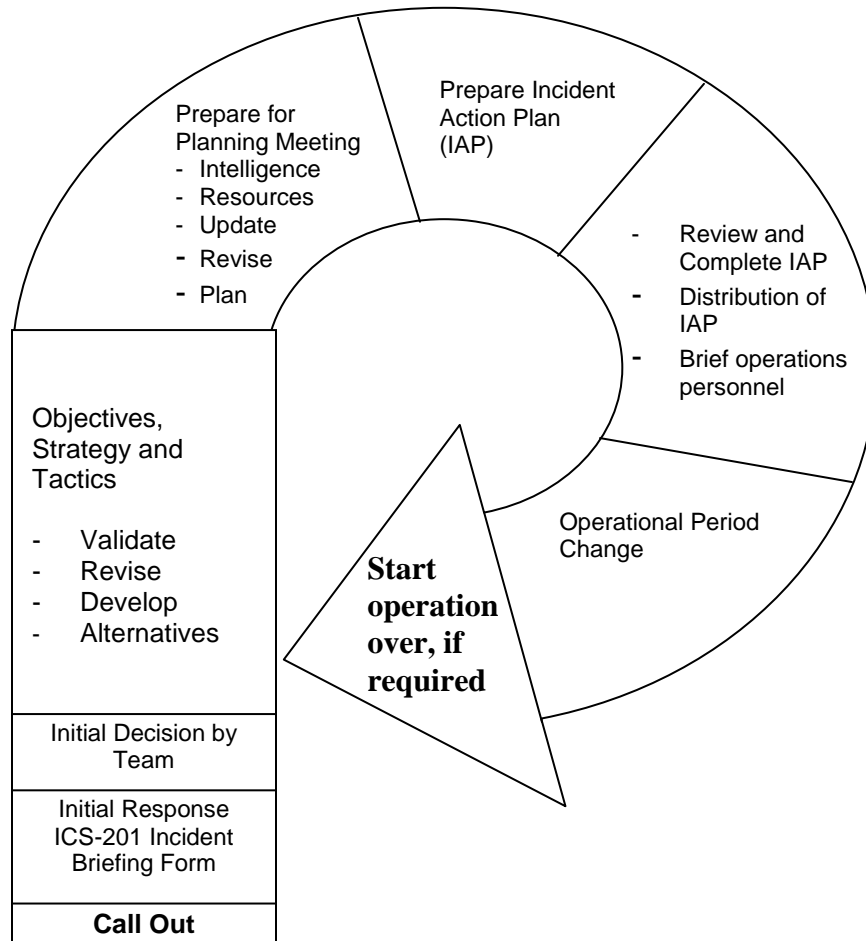 Prepare for
Planning Meeting
- Intelligence
- Resources
- Update
- Revise
- Plan
Prepare Incident
Action Plan
(IAP)
- Review and
Complete IAP
- Distribution of
IAP
- Brief operations
personnel
Operational Period
Change
Start
operation
over, if
required
Objectives,
Strategy and
Tactics
- Validate
- Revise
- Develop
- Alternatives
Initial Decision by
Team
Initial Response
ICS-201 Incident
Briefing Form
Call Out